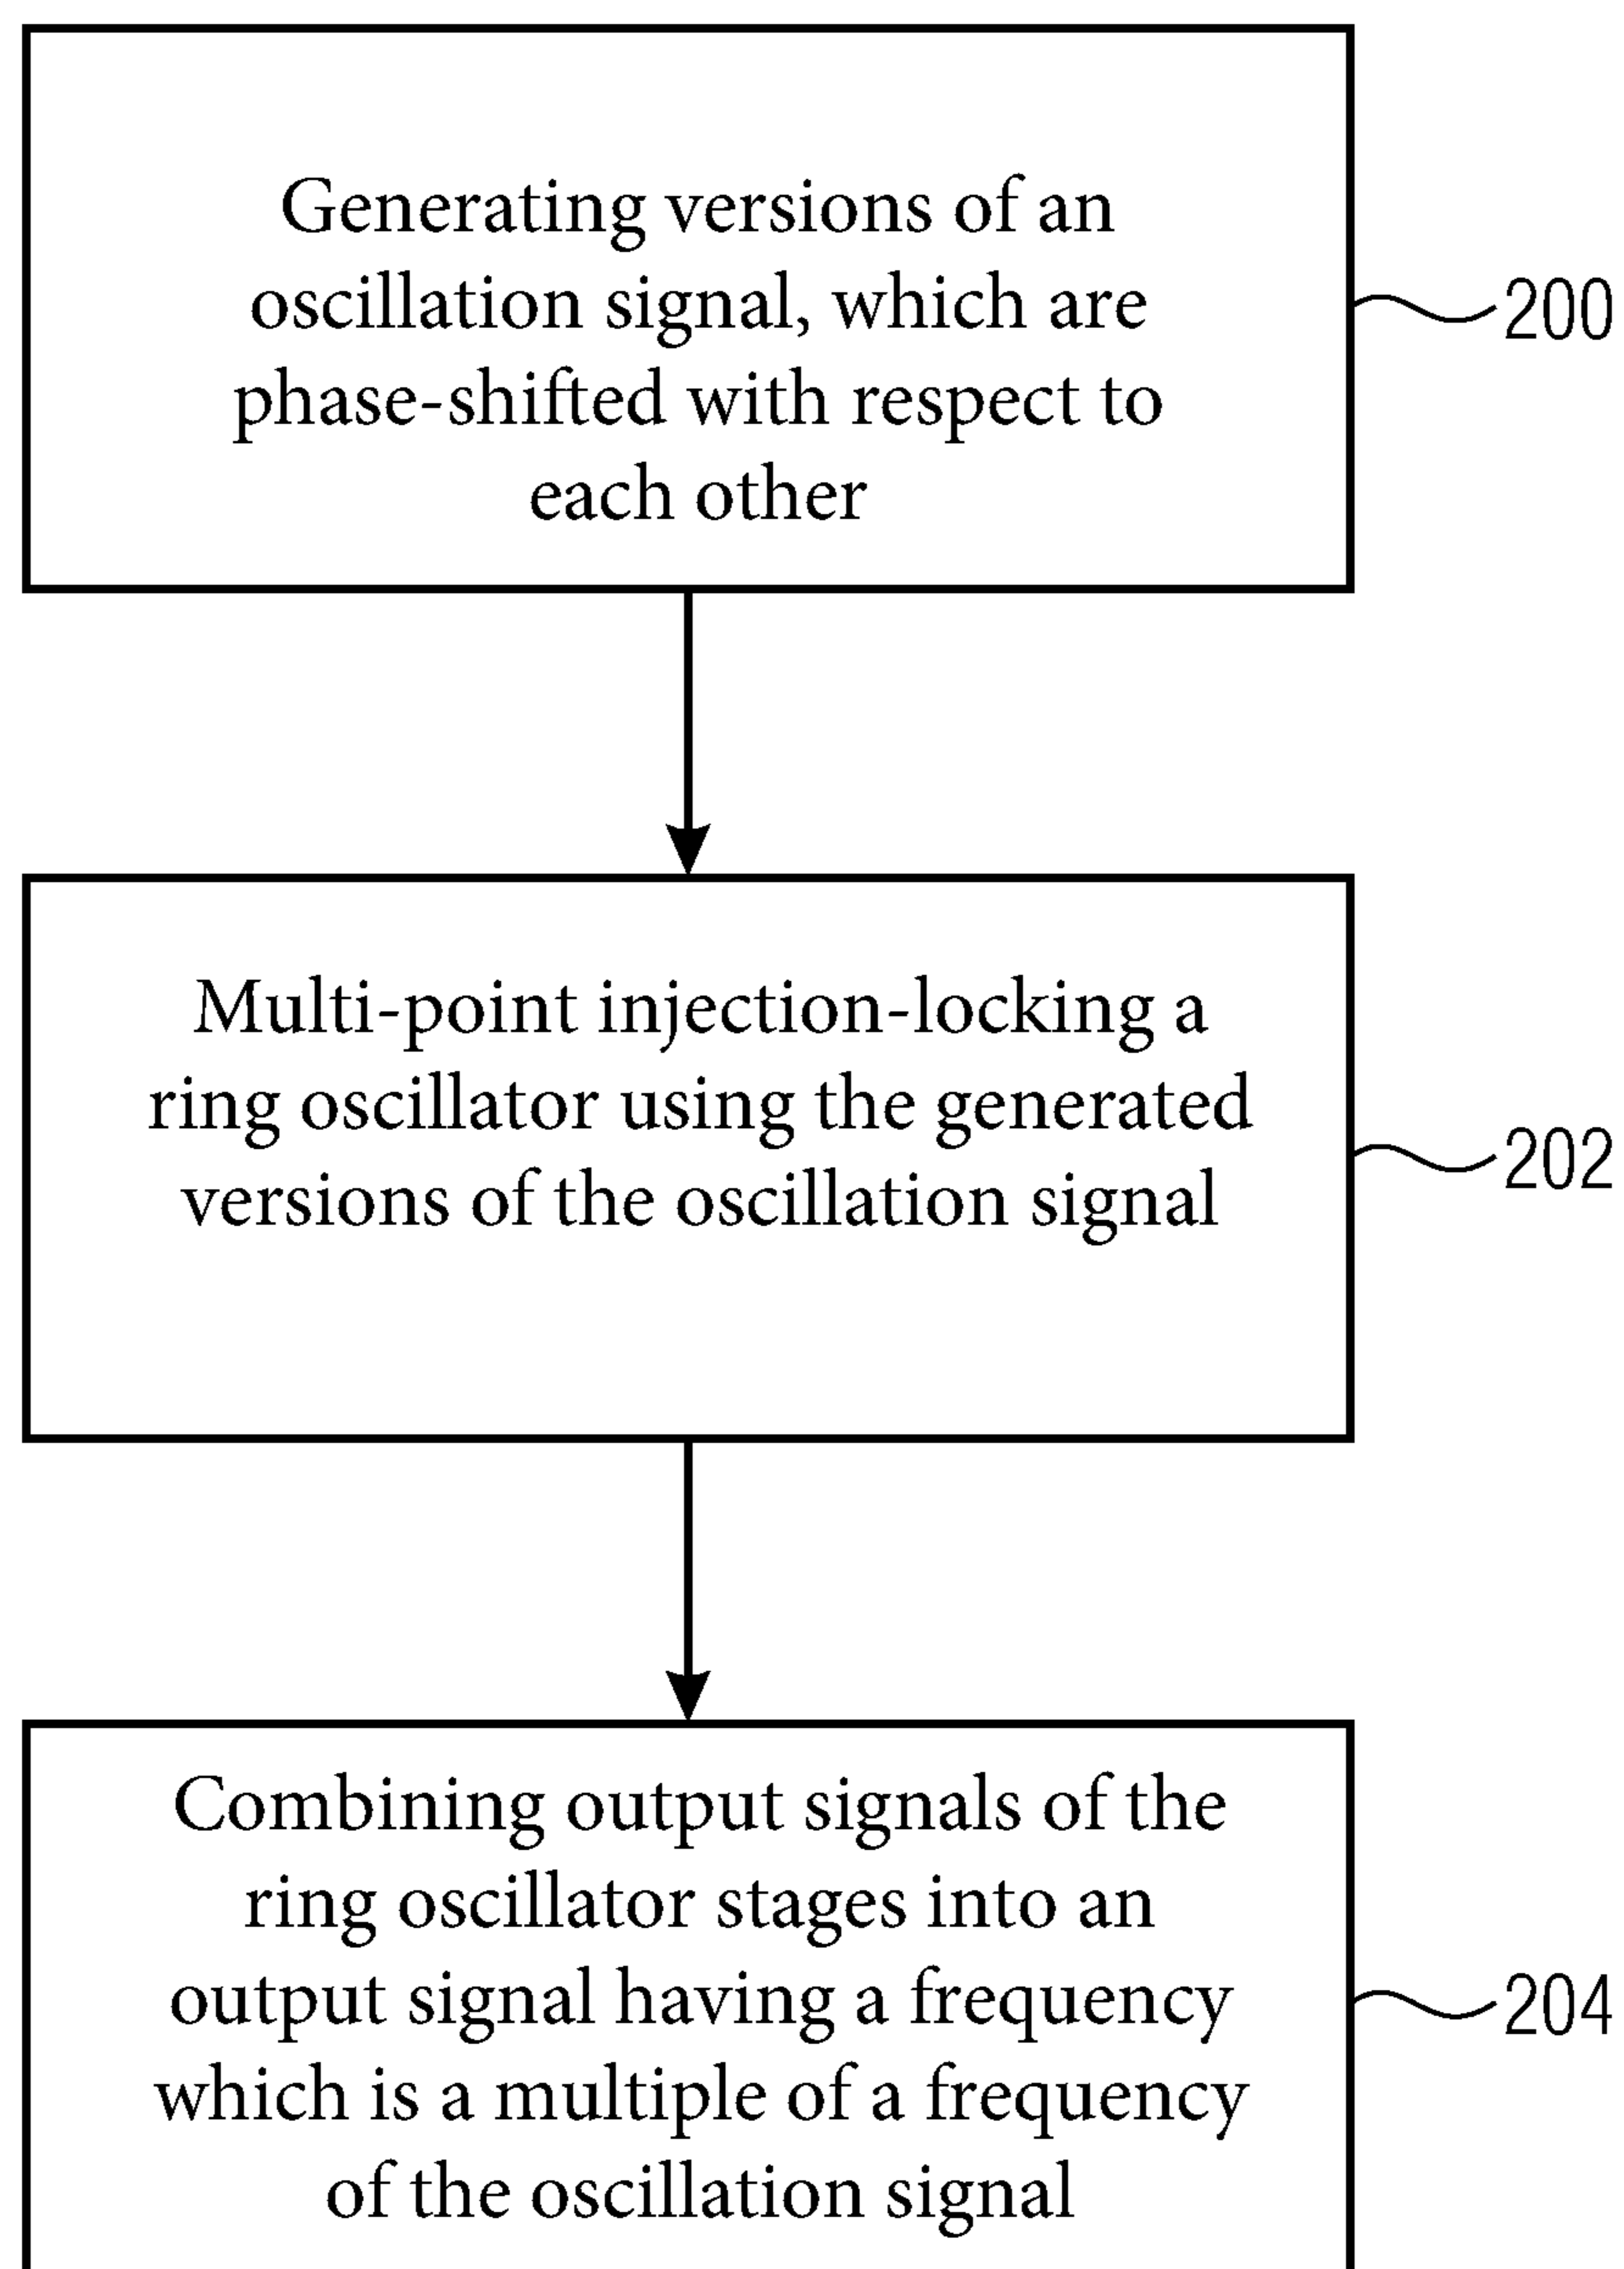 Generating versions of an
oscillation signal, which are
phase-shifted with respect to
each other
200
Multi-point injection-locking a
ring oscillator using the generated
versions of the oscillation signal
202
Combining output signals of the
ring oscillator stages into an
output signal having a frequency
which is a multiple of a frequency
of the oscillation signal
204